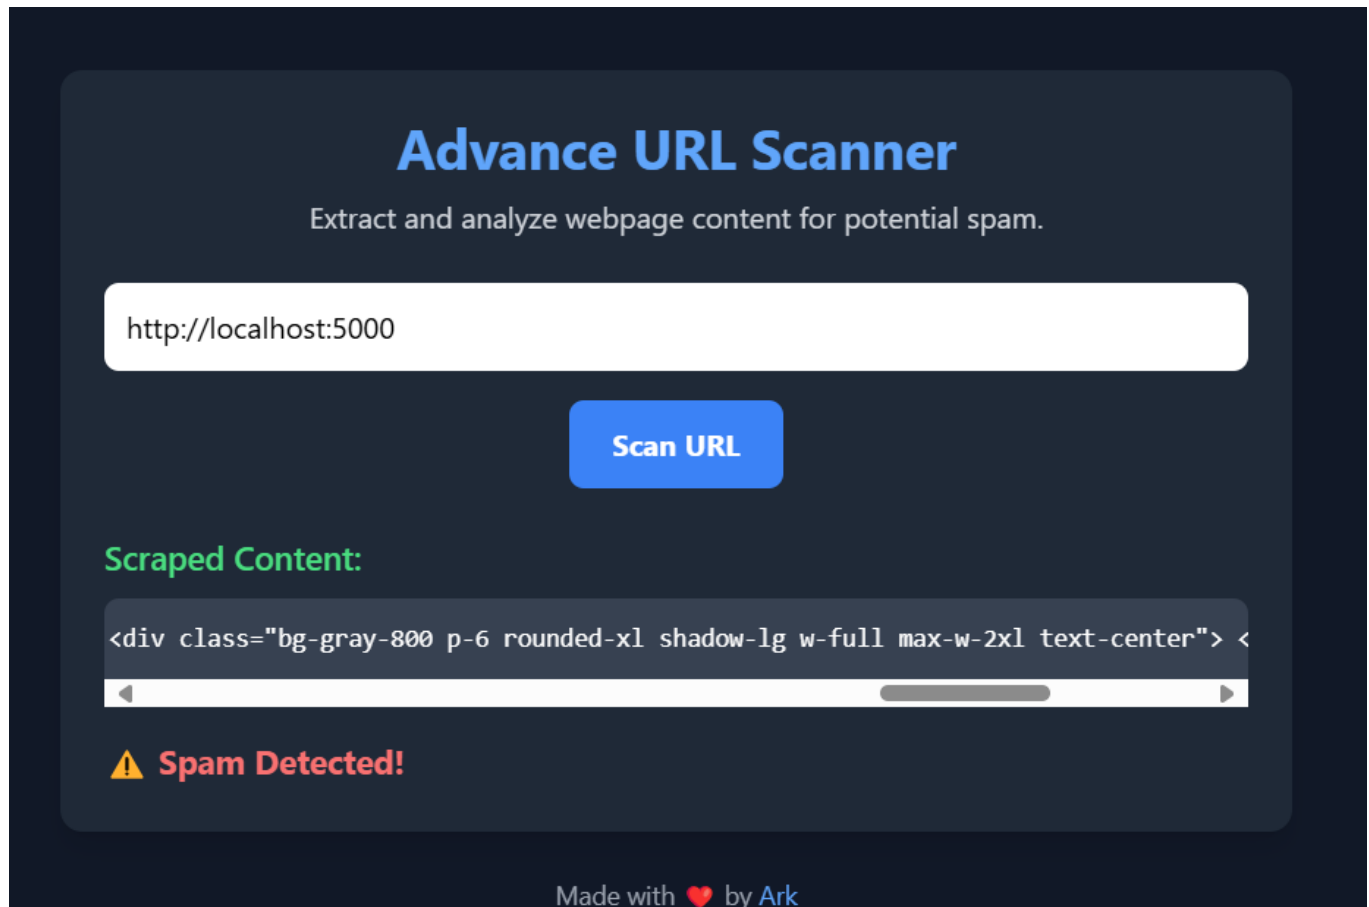 Advance URL Scanner
Extract and analyze webpage content for potential spam.
http://localhost:5000
Scan URL
Scraped Content:
<div class="bg-gray-800 p-6 rounded-xl shadow-lg w-full max-w-2xl text-center"> <
⚠️ Spam Detected!
Made with ❤️ by Ark